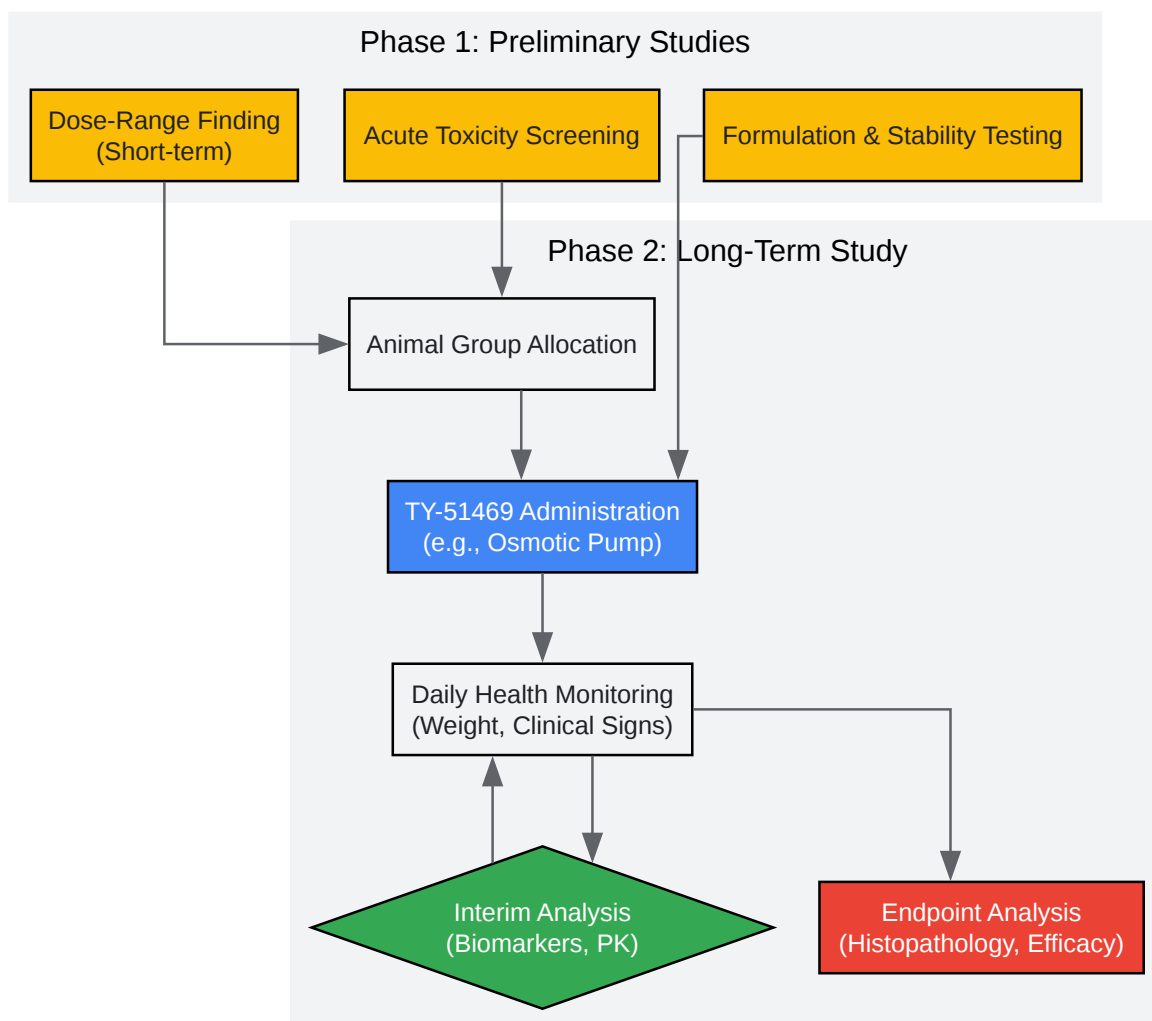 Phase 1: Preliminary Studies
Dose-Range Finding
(Short-term)
Acute Toxicity Screening
Formulation & Stability Testing
Phase 2: Long-Term Study
Animal Group Allocation
TY-51469 Administration
(e.g., Osmotic Pump)
Daily Health Monitoring
(Weight, Clinical Signs)
Interim Analysis
(Biomarkers, PK)
Endpoint Analysis
(Histopathology, Efficacy)